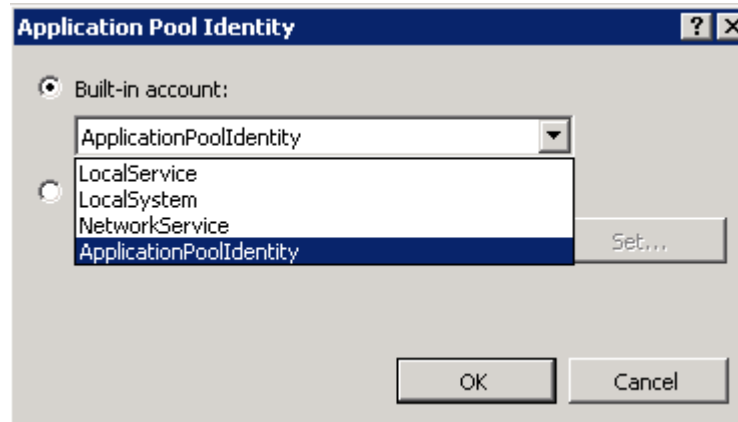 Application Pool Identity
Built-in account:
ApplicationPoolIdentity
LocalService
LocalSystem
NetworkService
ApplicationPoolIdentity
Set...
OK
Cancel